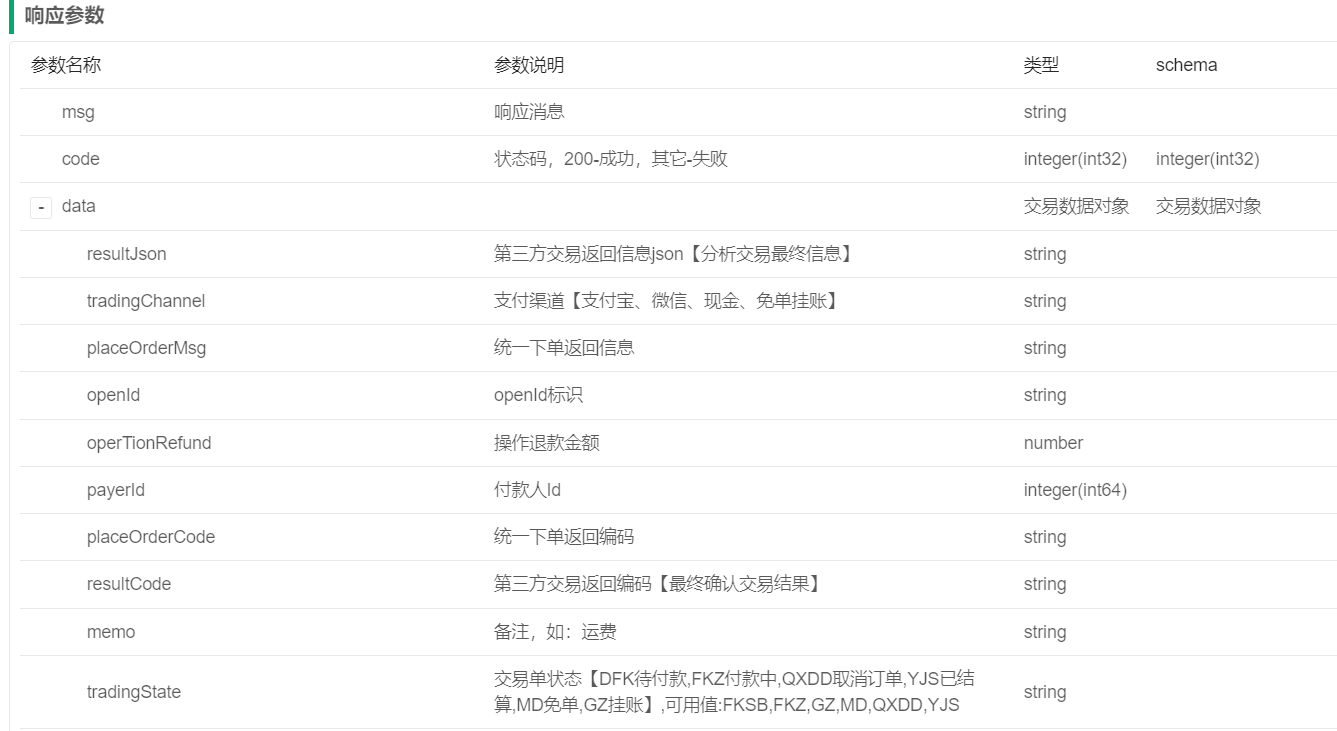 响应参数
参数名称 参数说明 类型 schema
msg 响应消息 string
code 状态码，200-成功，其它-失败 integer(int32) integer(int32)
- data 交易数据对象 交易数据对象
resultJson 第三方交易返回信息json【分析交易最终信息】 string
tradingChannel 支付渠道【支付宝、微信、现金、免单挂账】 string
placeOrderMsg 统一下单返回信息 string
openId openId标识 string
operTionRefund 操作退款金额 number
payerId 付款人Id integer(int64)
placeOrderCode 统一下单返回编码 string
resultCode 第三方交易返回编码【最终确认交易结果】 string
memo 备注，如：运费 string
tradingState 交易单状态【DFK待付款,FKZ付款中,QXDD取消订单,YJS已结 string
算,MD免单,GZ挂账】,可用值:FKSB,FKZ,GZ,MD,QXDD,YJS